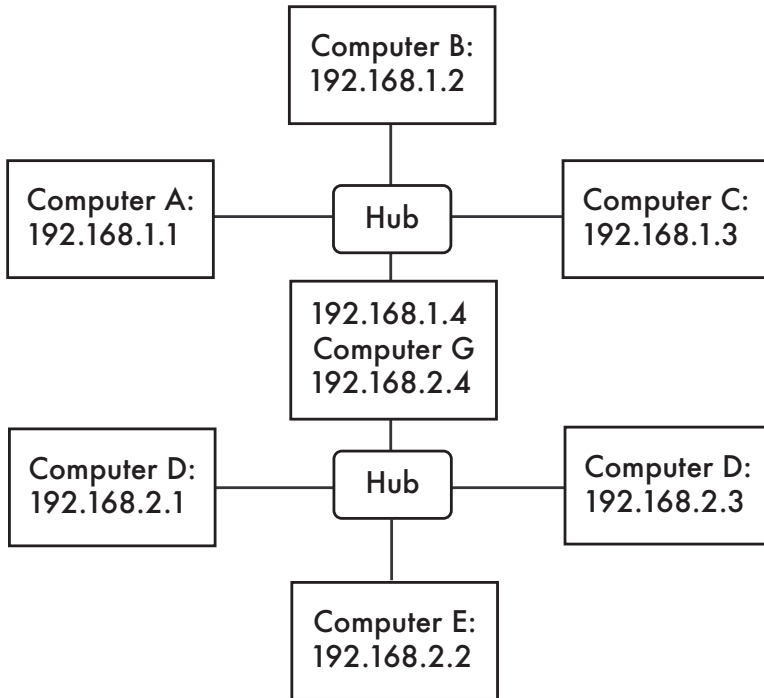 Computer B:
192.168.1.2
Computer A:
192.168.1.1
Hub
Computer C:
192.168.1.3
192.168.1.4
Computer G
192.168.2.4
Computer D:
192.168.2.1
Hub
Computer D:
192.168.2.3
Computer E:
192.168.2.2